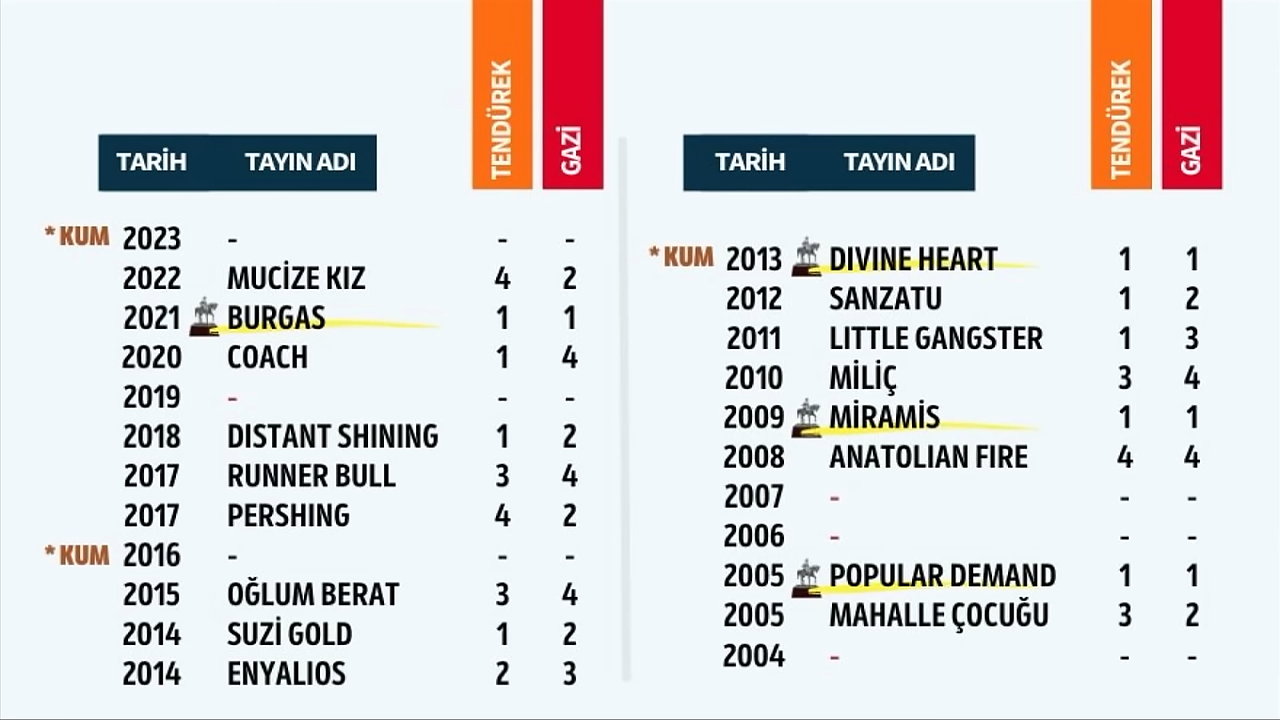 TARİH TAYIN ADI TENDÜREK GAZİ
*KUM 2023 - - -
2022 MUCİZE KIZ 4 2
2021 BURGAS 1 1
2020 COACH 1 4
2019 - - -
2018 DISTANT SHINING 1 2
2017 RUNNER BULL 3 4
2017 PERSHING 4 2
*KUM 2016 - - -
2015 OĞLUM BERAT 3 4
2014 SUZİ GOLD 1 2
2014 ENYALIOS 2 3
TARİH TAYIN ADI TENDÜREK GAZİ
*KUM 2013 DIVINE HEART 1 1
2012 SANZATU 1 2
2011 LITTLE GANGSTER 1 3
2010 MİLİÇ 3 4
2009 MİRAMİS 1 1
2008 ANATOLIAN FIRE 4 4
2007 - - -
2006 - - -
2005 POPULAR DEMAND 1 1
2005 MAHALLE ÇOCUĞU 3 2
2004 - - -